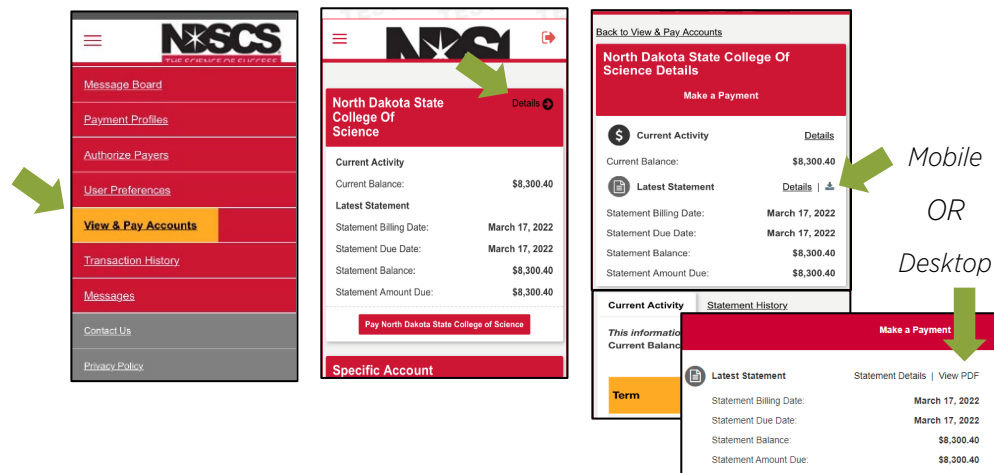 NDSCS
THE SCIENCE OF SUCCESS
Message Board
Payment Profiles
Authorize Payers
User Preferences
View & Pay Accounts
Transaction History
Messages
Contact Us
Privacy Policy
North Dakota State
College Of
Science
Details
Current Activity
Current Balance: $8,300.40
Latest Statement
Statement Billing Date: March 17, 2022
Statement Due Date: March 17, 2022
Statement Balance: $8,300.40
Statement Amount Due: $8,300.40
Pay North Dakota State College of Science
Specific Account
Back to View & Pay Accounts
North Dakota State College Of
Science Details
Make a Payment
$ Current Activity Details
Current Balance: $8,300.40
Latest Statement Details |
Statement Billing Date: March 17, 2022
Statement Due Date: March 17, 2022
Statement Balance: $8,300.40
Statement Amount Due: $8,300.40
Current Activity Statement History
This informatio
Current Balanc
Term
Mobile
OR
Desktop
Make a Payment
Latest Statement Statement Details | View PDF
Statement Billing Date: March 17, 2022
Statement Due Date: March 17, 2022
Statement Balance: $8,300.40
Statement Amount Due: $8,300.40